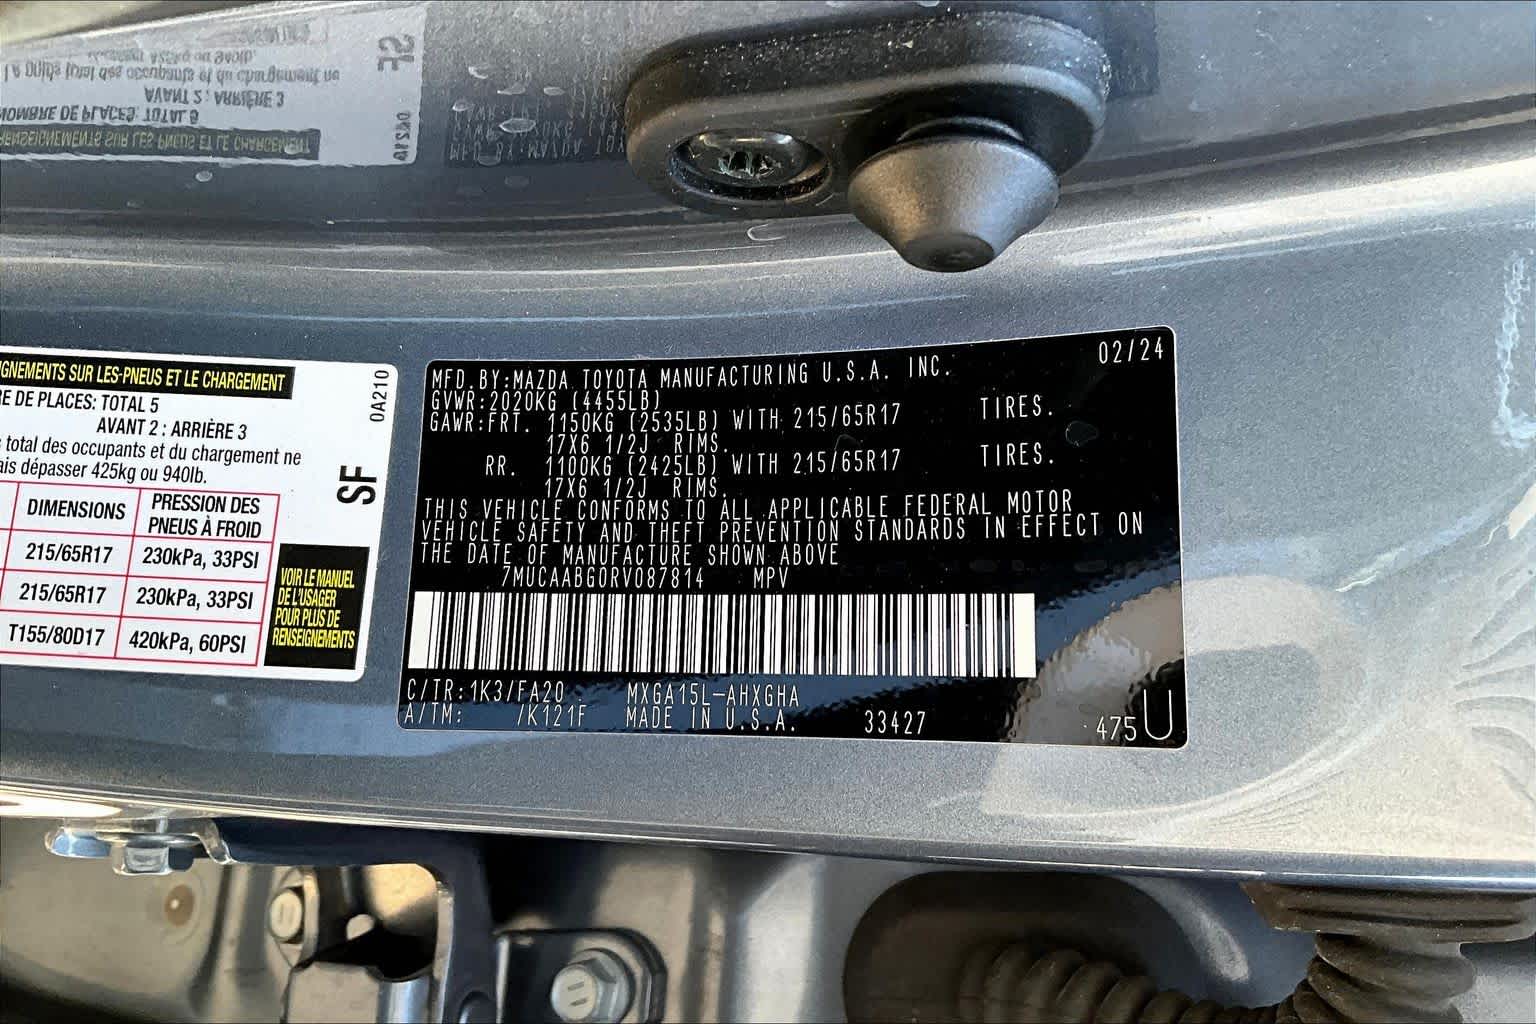 IGNEMENTS SUR LES-PNEUS ET LE CHARGEMENT
RE DE PLACES: TOTAL 5
AVANT 2 : ARRIÈRE 3
s total des occupants et du chargement ne
ais dépasser 425kg ou 940lb.
DIMENSIONS PRESSION DES PNEUS À FROID
215/65R17 230kPa, 33PSI
215/65R17 230kPa, 33PSI
T155/80D17 420kPa, 60PSI
0A210
SF
VOIR LE MANUEL
DE L'USAGER
POUR PLUS DE
RENSEIGNEMENTS
02/24
MFD.BY:MAZDA TOYOTA MANUFACTURING U.S.A. INC.
GVWR:2020KG (4455LB)
GAWR:FRT. 1150KG (2535LB) WITH 215/65R17 TIRES.
17X6 1/2J RIMS.
RR. 1100KG (2425LB) WITH 215/65R17 TIRES.
17X6 1/2J RIMS.
THIS VEHICLE CONFORMS TO ALL APPLICABLE FEDERAL MOTOR
VEHICLE SAFETY AND THEFT PREVENTION STANDARDS IN EFFECT ON
THE DATE OF MANUFACTURE SHOWN ABOVE
7MUCAABG0RV087814 MPV
C/TR:1K3/FA20 MXGA15L-AHXGHA
A/TM: /K121F MADE IN U.S.A. 33427 475U